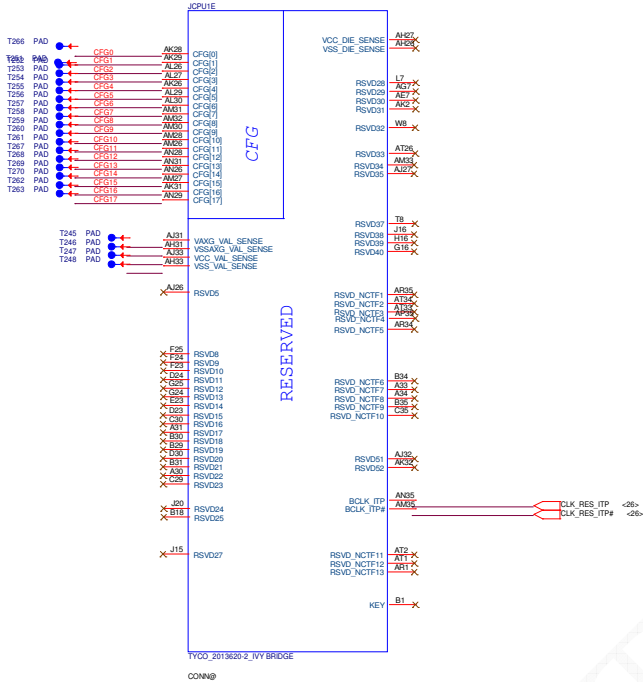 JCPU1E
T266 PAD
CFG0 AK28 CFG[0]
CFG1 AK29 CFG[1]
T253 PAD CFG2 AL26 CFG[2]
T254 PAD CFG3 AL27 CFG[3]
T255 PAD CFG4 AK26 CFG[4]
T256 PAD CFG5 AL29 CFG[5]
T257 PAD CFG6 AL30 CFG[6]
T258 PAD CFG7 AM31 CFG[7]
T259 PAD CFG8 AM32 CFG[8]
T260 PAD CFG9 AM30 CFG[9]
T261 PAD CFG10 AM28 CFG[10]
T267 PAD CFG11 AM26 CFG[11]
T268 PAD CFG12 AN28 CFG[12]
T269 PAD CFG13 AN31 CFG[13]
T270 PAD CFG14 AN26 CFG[14]
T262 PAD CFG15 AM27 CFG[15]
T263 PAD CFG16 AK31 CFG[16]
CFG17 AN29 CFG[17]
CFG
T245 PAD AJ31 VAXG_VAL_SENSE
T246 PAD AH31 VSSAXG_VAL_SENSE
T247 PAD AJ33 VCC_VAL_SENSE
T248 PAD AH33 VSS_VAL_SENSE
AJ26 RSVD5
RESERVED
F25 RSVD8
F24 RSVD9
F23 RSVD10
D24 RSVD11
G25 RSVD12
G24 RSVD13
E23 RSVD14
D23 RSVD15
C30 RSVD16
A31 RSVD17
B30 RSVD18
B29 RSVD19
D30 RSVD20
B31 RSVD21
A30 RSVD22
C29 RSVD23
J20 RSVD24
B18 RSVD25
J15 RSVD27
VCC_DIE_SENSE AH27
VSS_DIE_SENSE AH26
RSVD28 L7
RSVD29 AG7
RSVD30 AE7
RSVD31 AK2
RSVD32 W8
RSVD33 AT26
RSVD34 AM33
RSVD35 AJ27
RSVD37 T8
RSVD38 J16
RSVD39 H16
RSVD40 G16
RSVD_NCTF1 AR35
RSVD_NCTF2 AT34
RSVD_NCTF3 AT33
RSVD_NCTF4 AP35
RSVD_NCTF5 AR34
RSVD_NCTF6 B34
RSVD_NCTF7 A33
RSVD_NCTF8 A34
RSVD_NCTF9 B35
RSVD_NCTF10 C35
RSVD51 AJ32
RSVD52 AK32
BCLK_ITP AN35 CLK_RES_ITP <26>
BCLK_ITP# AM35 CLK_RES_ITP# <26>
RSVD_NCTF11 AT2
RSVD_NCTF12 AT1
RSVD_NCTF13 AR1
KEY B1
TYCO_2013620-2_IVY BRIDGE
CONN@